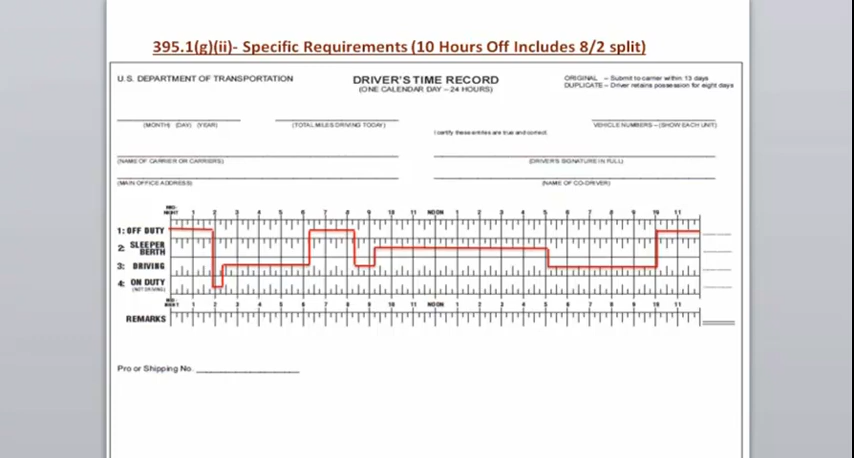 395.1(g)(ii)- Specific Requirements (10 Hours Off Includes 8/2 split)
U.S. DEPARTMENT OF TRANSPORTATION
DRIVER'S TIME RECORD
(ONE CALENDAR DAY – 24 HOURS)
ORIGINAL – Submit to carrier within 13 days
DUPLICATE – Driver retains possession for eight days
(MONTH) (DAY) (YEAR)
(TOTAL MILES DRIVING TODAY)
VEHICLE NUMBERS – (SHOW EACH UNIT)
I certify these entries are true and correct.
(NAME OF CARRIER OR CARRIERS)
(DRIVER'S SIGNATURE IN FULL)
(MAIN OFFICE ADDRESS)
(NAME OF CO-DRIVER)
MID-NIGHT 1 2 3 4 5 6 7 8 9 10 11 NOON 1 2 3 4 5 6 7 8 9 10 11
1: OFF DUTY
2: SLEEPER
BERTH
3: DRIVING
4: ON DUTY
(NOT DRIVING)
MID-NIGHT 1 2 3 4 5 6 7 8 9 10 11 NOON 1 2 3 4 5 6 7 8 9 10 11
REMARKS
Pro or Shipping No.